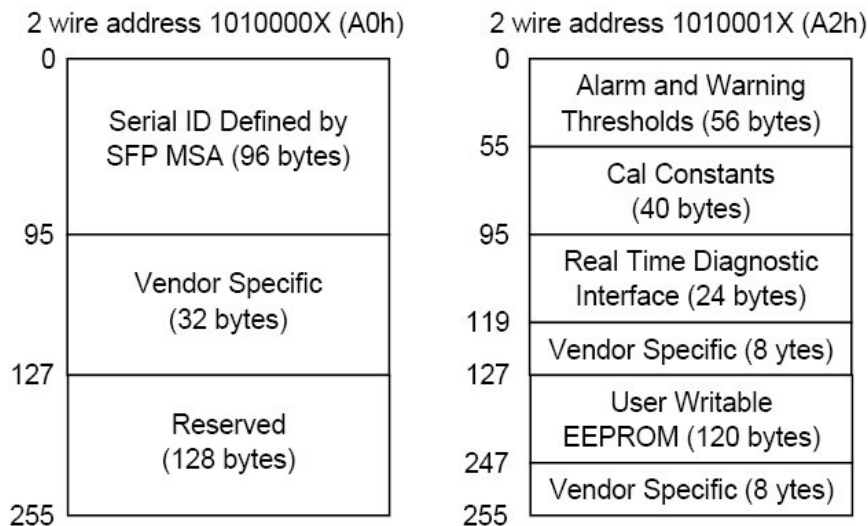 2 wire address 1010000X (A0h)
0
Serial ID Defined by
SFP MSA (96 bytes)
95
Vendor Specific
(32 bytes)
127
Reserved
(128 bytes)
255
2 wire address 1010001X (A2h)
0
Alarm and Warning
Thresholds (56 bytes)
55
Cal Constants
(40 bytes)
95
Real Time Diagnostic
Interface (24 bytes)
119
Vendor Specific (8 ytes)
127
User Writable
EEPROM (120 bytes)
247
Vendor Specific (8 ytes)
255